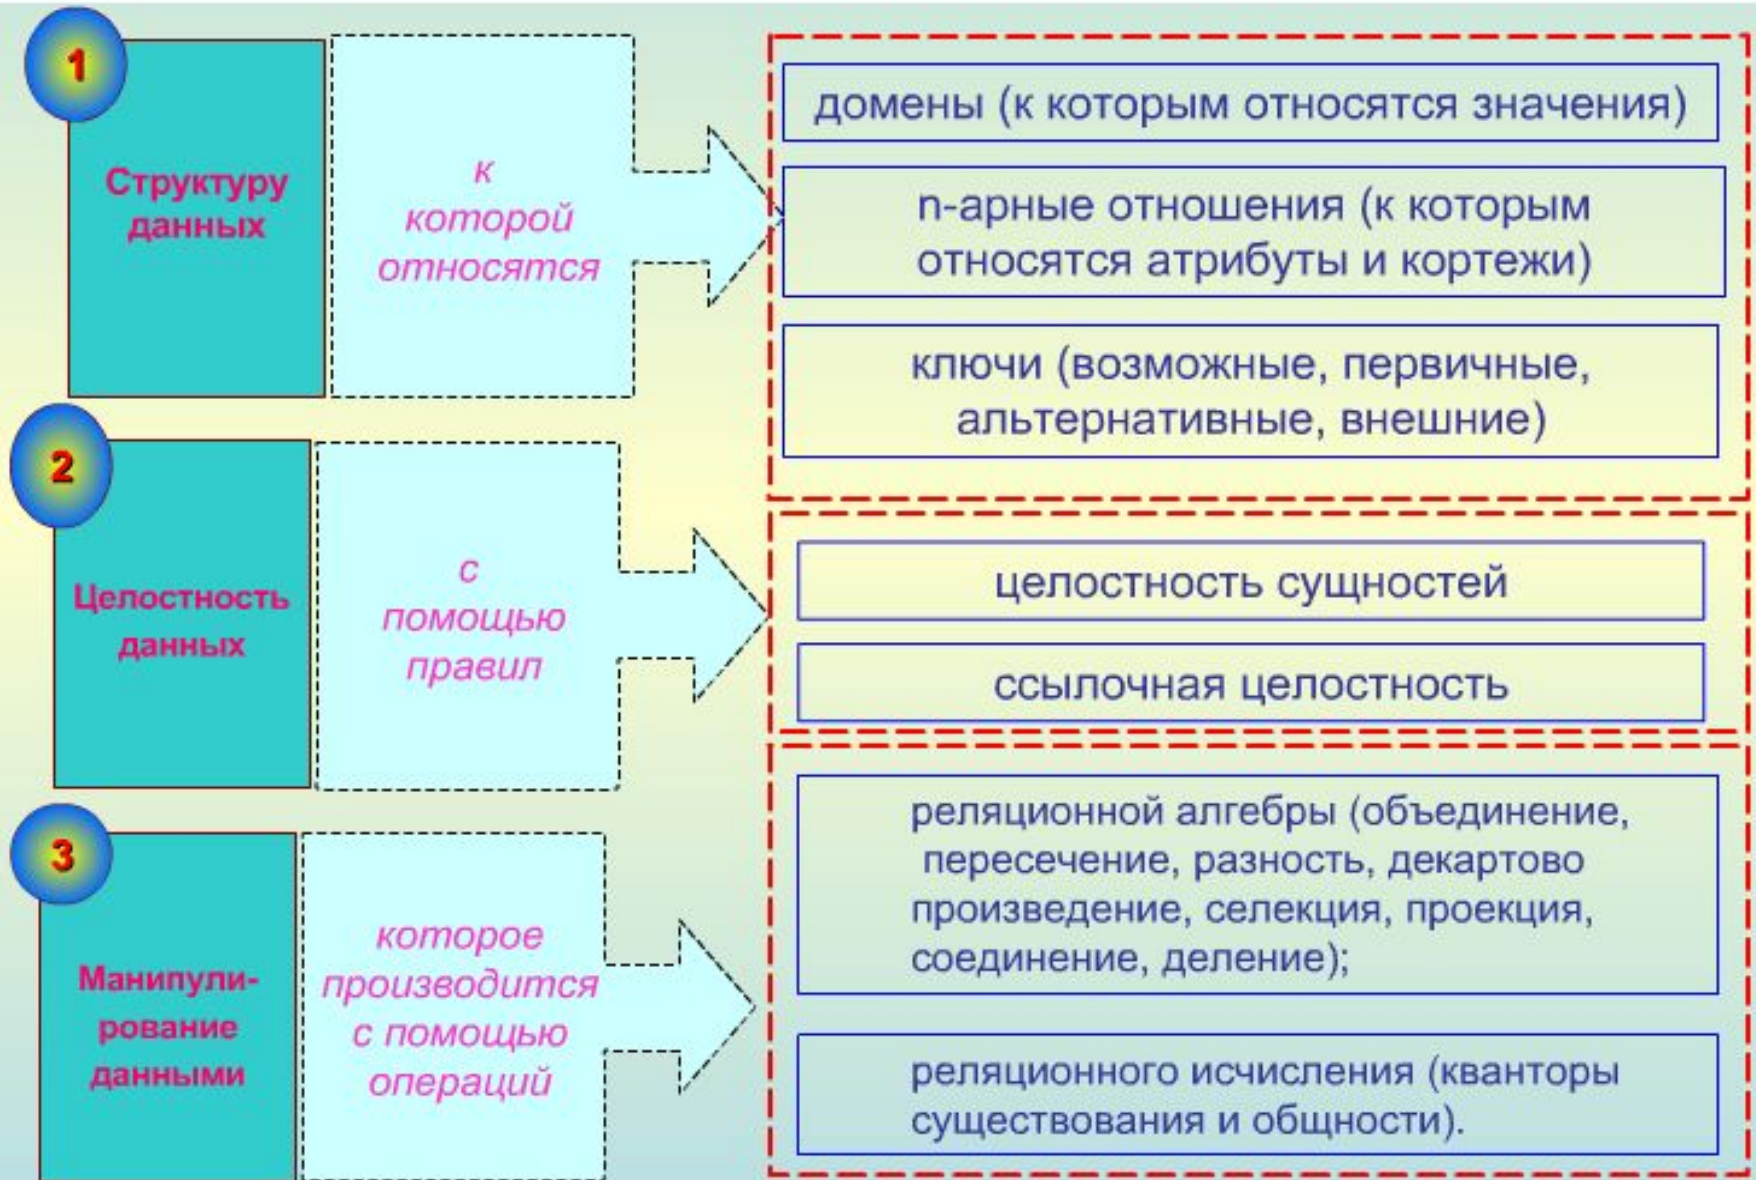 1
Структуру
данных
к
которой
относятся
домены (к которым относятся значения)
n-арные отношения (к которым
относятся атрибуты и кортежи)
ключи (возможные, первичные,
альтернативные, внешние)
2
Целостность
данных
с
помощью
правил
целостность сущностей
ссылочная целостность
3
Манипули-
рование
данными
которое
производится
с помощью
операций
реляционной алгебры (объединение,
пересечение, разность, декартово
произведение, селекция, проекция,
соединение, деление);
реляционного исчисления (кванторы
существования и общности).